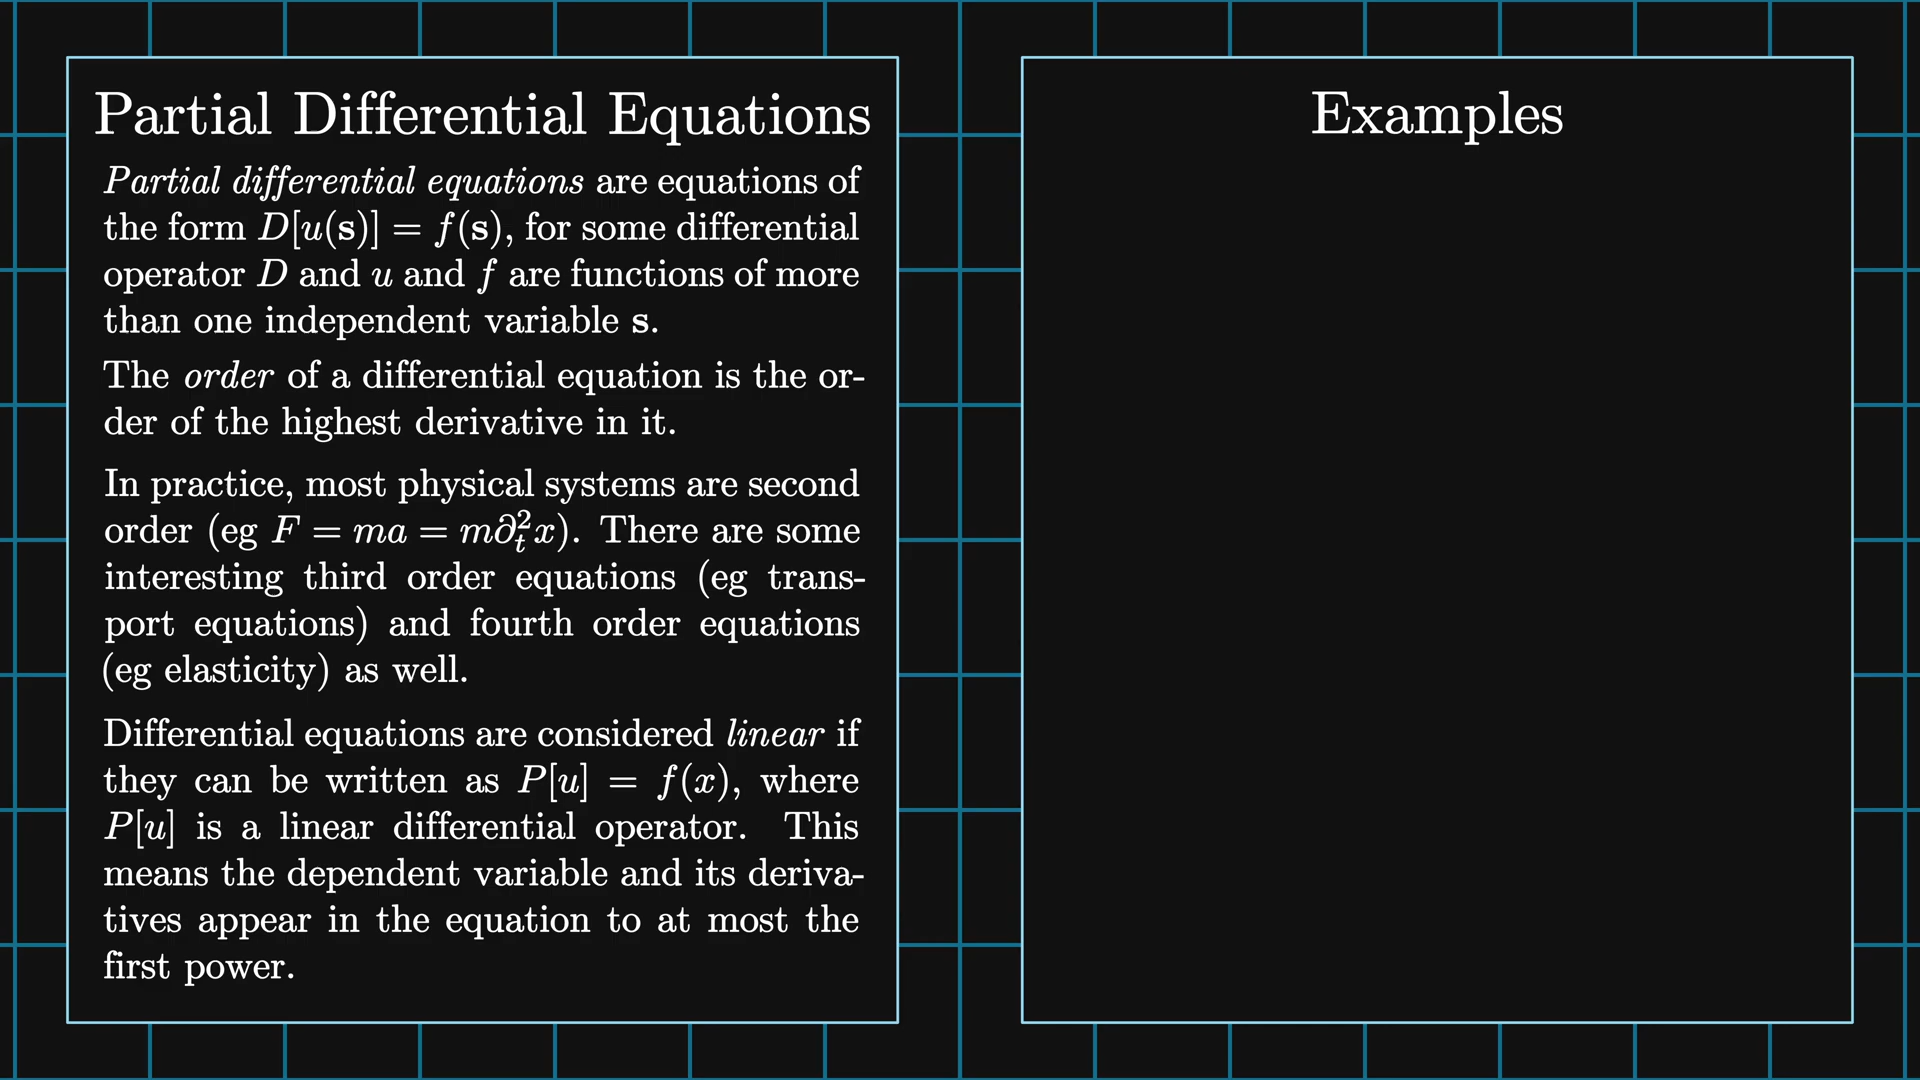 Partial Differential Equations
Partial differential equations are equations of
the form D[u(s)] = f(s), for some differential
operator D and u and f are functions of more
than one independent variable s.
The order of a differential equation is the or-
der of the highest derivative in it.
In practice, most physical systems are second
order (eg F = ma = m∂²ₜx). There are some
interesting third order equations (eg trans-
port equations) and fourth order equations
(eg elasticity) as well.
Differential equations are considered linear if
they can be written as P[u] = f(x), where
P[u] is a linear differential operator. This
means the dependent variable and its deriva-
tives appear in the equation to at most the
first power.
Examples